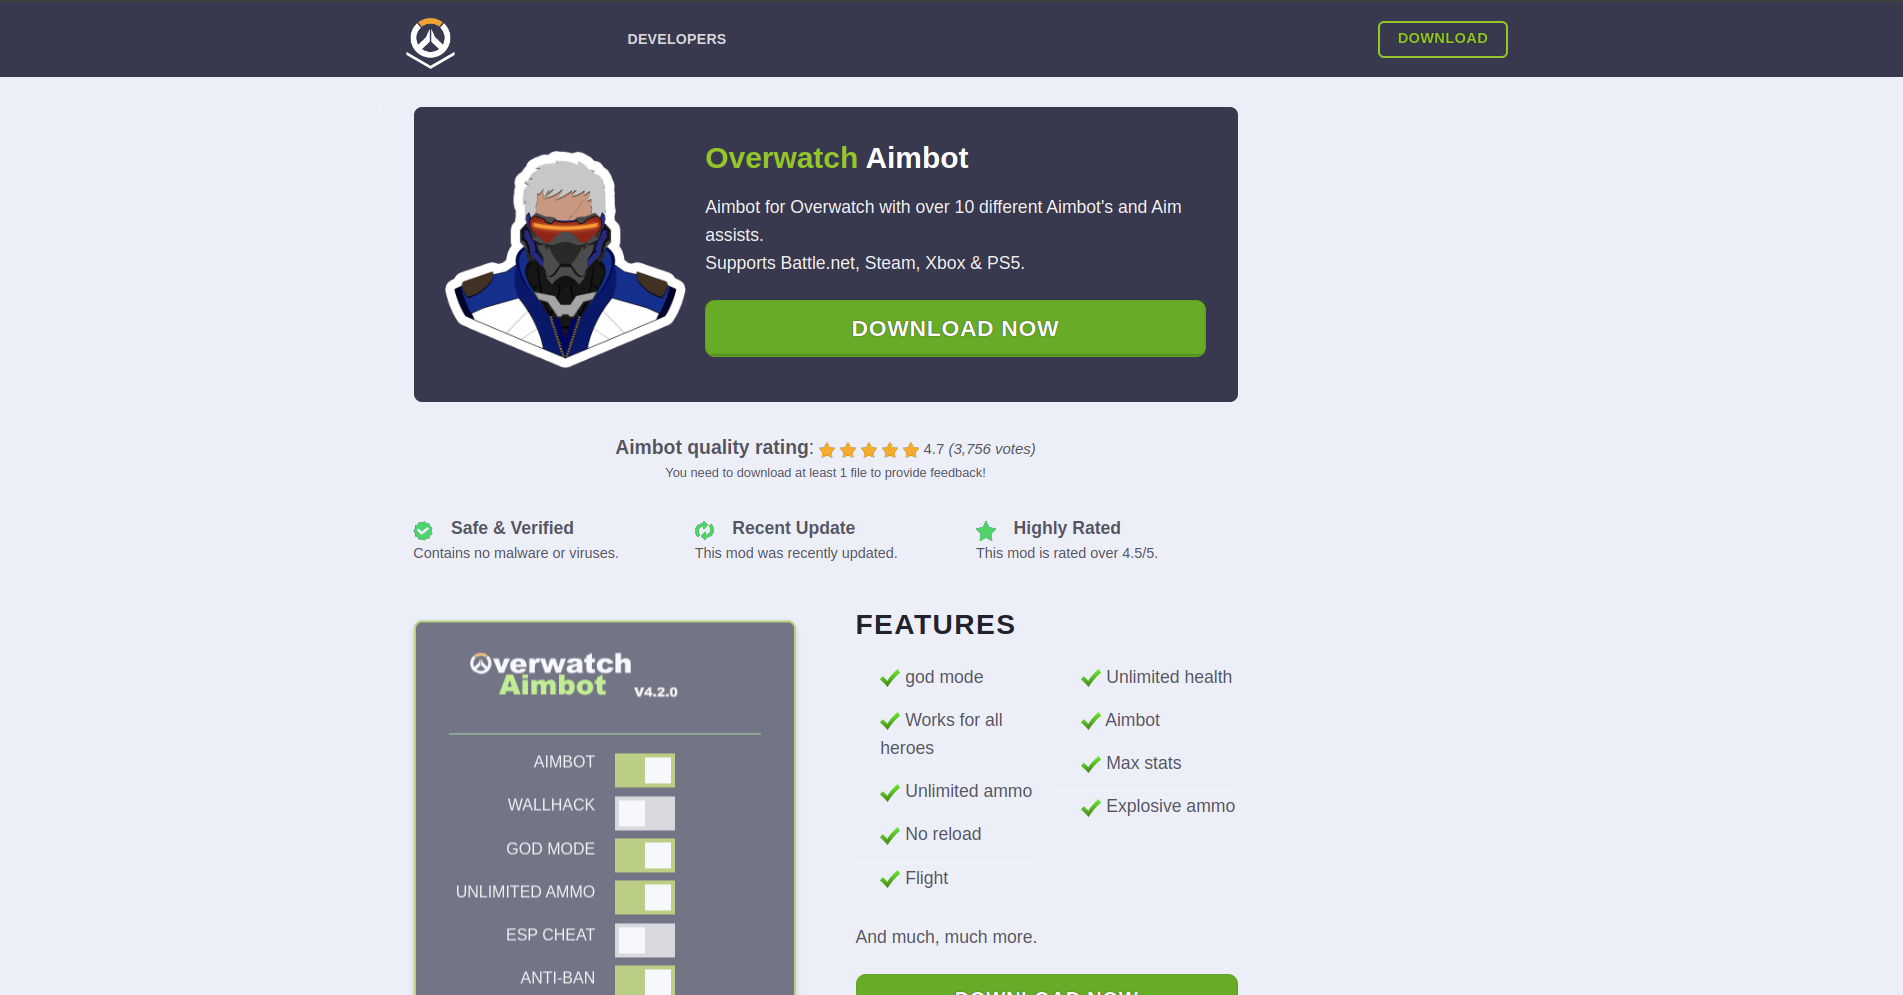 DEVELOPERS
DOWNLOAD
Overwatch Aimbot
Aimbot for Overwatch with over 10 different Aimbot's and Aim
assists.
Supports Battle.net, Steam, Xbox & PS5.
DOWNLOAD NOW
Aimbot quality rating: 4.7 (3,756 votes)
You need to download at least 1 file to provide feedback!
Safe & Verified
Contains no malware or viruses.
Recent Update
This mod was recently updated.
Highly Rated
This mod is rated over 4.5/5.
Overwatch
Aimbot V4.2.0
AIMBOT
WALLHACK
GOD MODE
UNLIMITED AMMO
ESP CHEAT
ANTI-BAN
FEATURES
god mode
Works for all
heroes
Unlimited ammo
No reload
Flight
Unlimited health
Aimbot
Max stats
Explosive ammo
And much, much more.
DOWNLOAD NOW